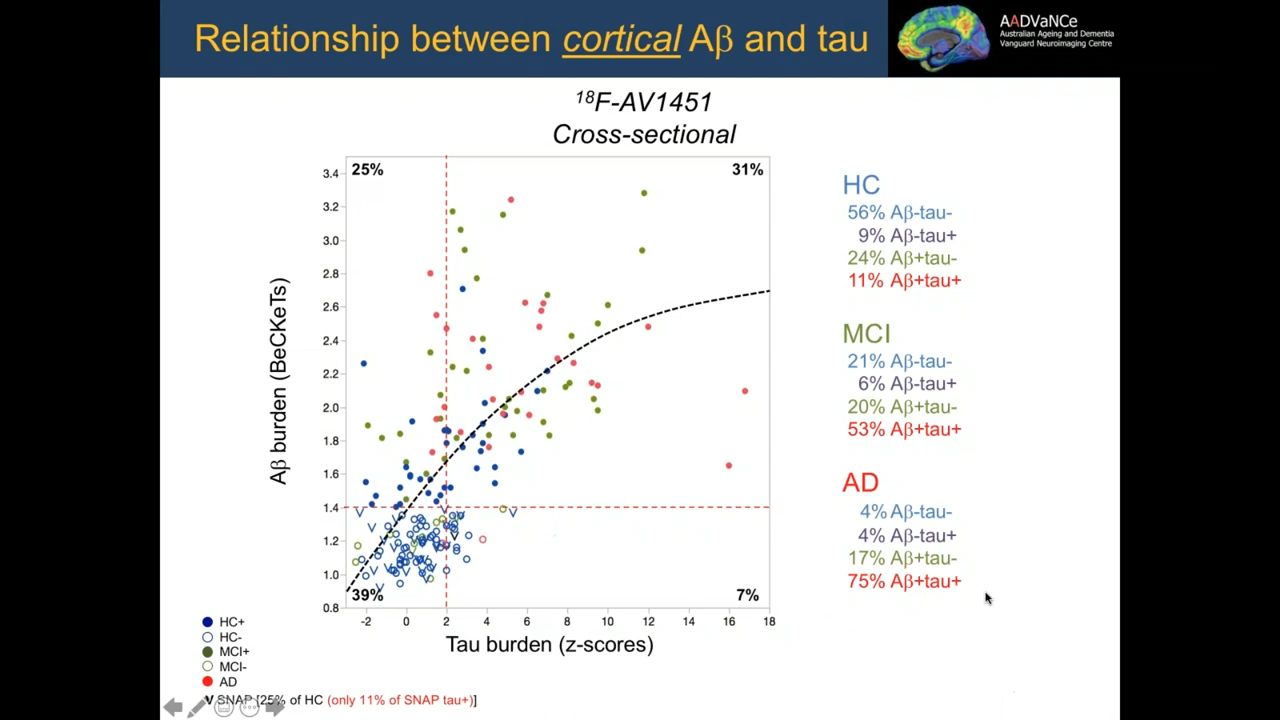 Relationship between cortical Aβ and tau
AADVaNCe
Australian Ageing and Dementia
Vanguard Neuroimaging Centre
18F-AV1451
Cross-sectional
25%
31%
39%
7%
3.4
3.2
3.0
2.8
2.6
2.4
2.2
2.0
1.8
1.6
1.4
1.2
1.0
0.8
Aβ burden (BeCKeTs)
-2 0 2 4 6 8 10 12 14 16 18
Tau burden (z-scores)
HC
56% Aβ-tau-
9% Aβ-tau+
24% Aβ+tau-
11% Aβ+tau+
MCI
21% Aβ-tau-
6% Aβ-tau+
20% Aβ+tau-
53% Aβ+tau+
AD
4% Aβ-tau-
4% Aβ-tau+
17% Aβ+tau-
75% Aβ+tau+
HC+
HC-
MCI+
MCI-
AD
V SNAP [25% of HC (only 11% of SNAP tau+)]